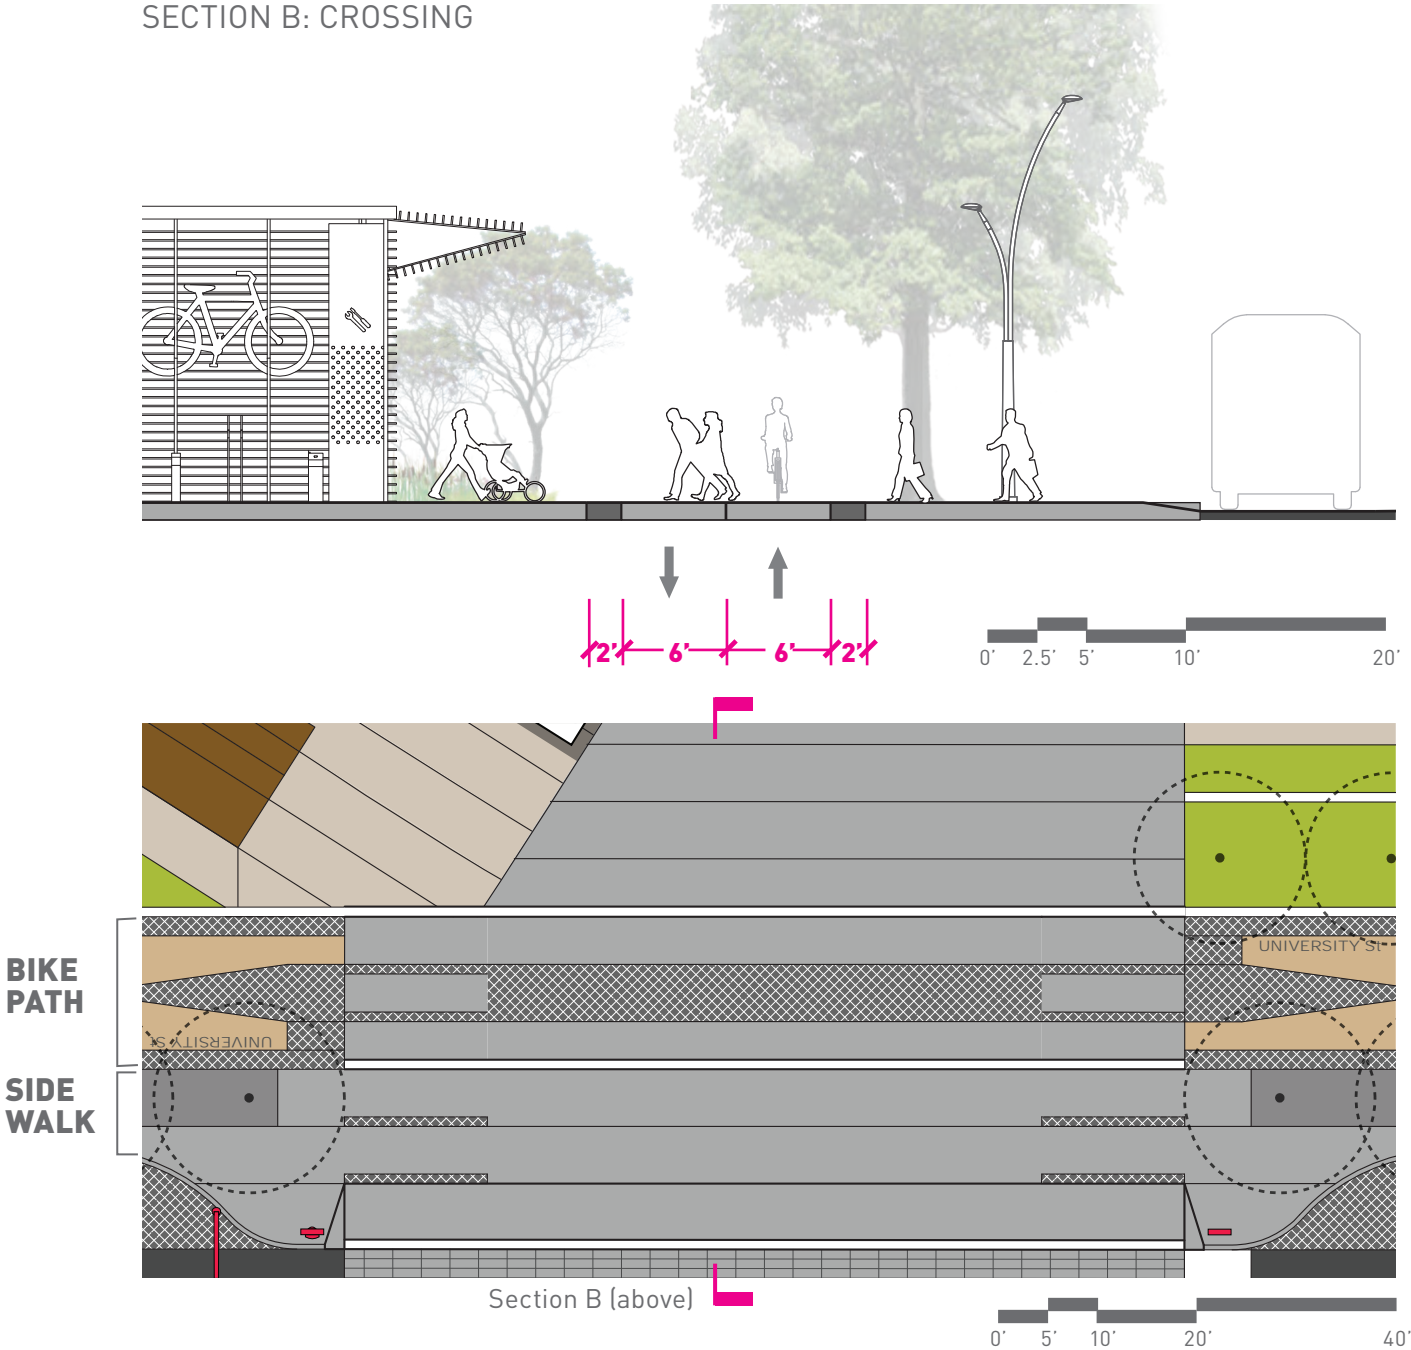 SECTION B: CROSSING
2' 6' 6' 2'
0' 2.5' 5' 10' 20'
BIKE
PATH
UNIVERSITY St
UNIVERSITY St
SIDE
WALK
Section B (above)
0' 5' 10' 20' 40'